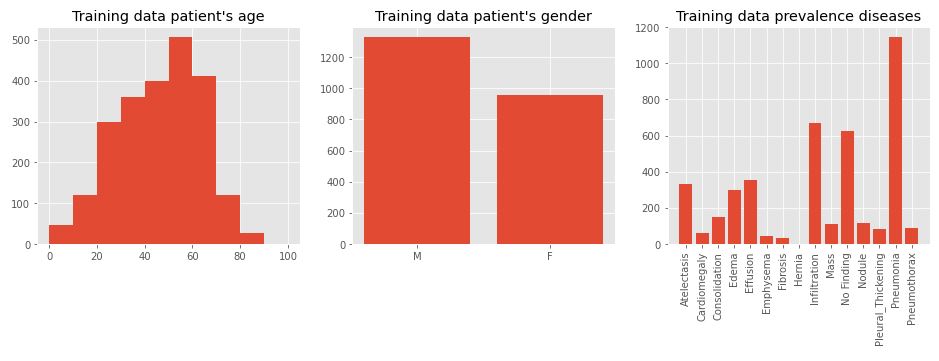 Training data patient's age
500
400
300
200
100
0
0 20 40 60 80 100
Training data patient's gender
1200
1000
800
600
400
200
0
M F
Training data prevalence diseases
1200
1000
800
600
400
200
0
Atelectasis
Cardiomegaly
Consolidation
Edema
Effusion
Emphysema
Fibrosis
Hernia
Infiltration
Mass
No Finding
Nodule
Pleural_Thickening
Pneumonia
Pneumothorax